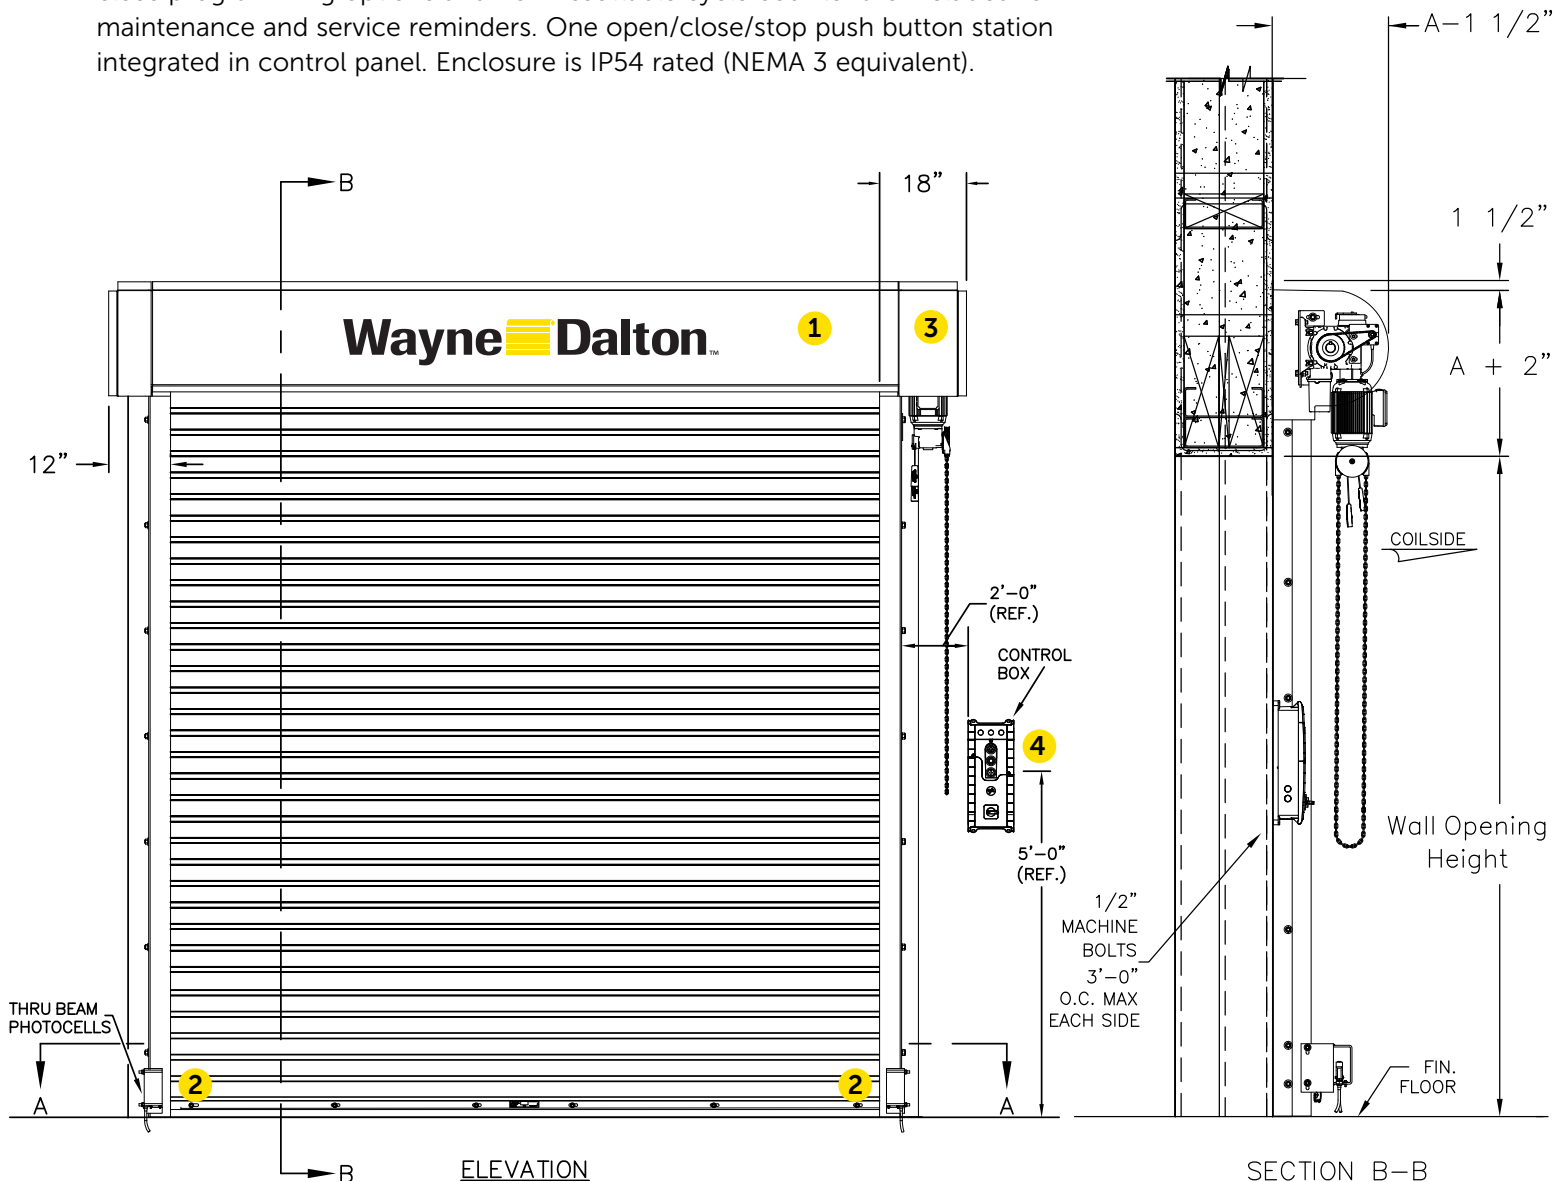 maintenance and service reminders. One open/close/stop push button station
integrated in control panel. Enclosure is IP54 rated (NEMA 3 equivalent).
A-1 1/2”
B
18”
1 1/2”
Wayne Dalton™
1
3
A + 2”
12”
COILSIDE
2’-0”
(REF.)
CONTROL
BOX
4
5’-0”
(REF.)
Wall Opening
Height
1/2”
MACHINE
BOLTS
3’-0”
O.C. MAX
EACH SIDE
THRU BEAM
PHOTOCELLS
2
2
A
A
FIN.
FLOOR
B
ELEVATION
SECTION B-B